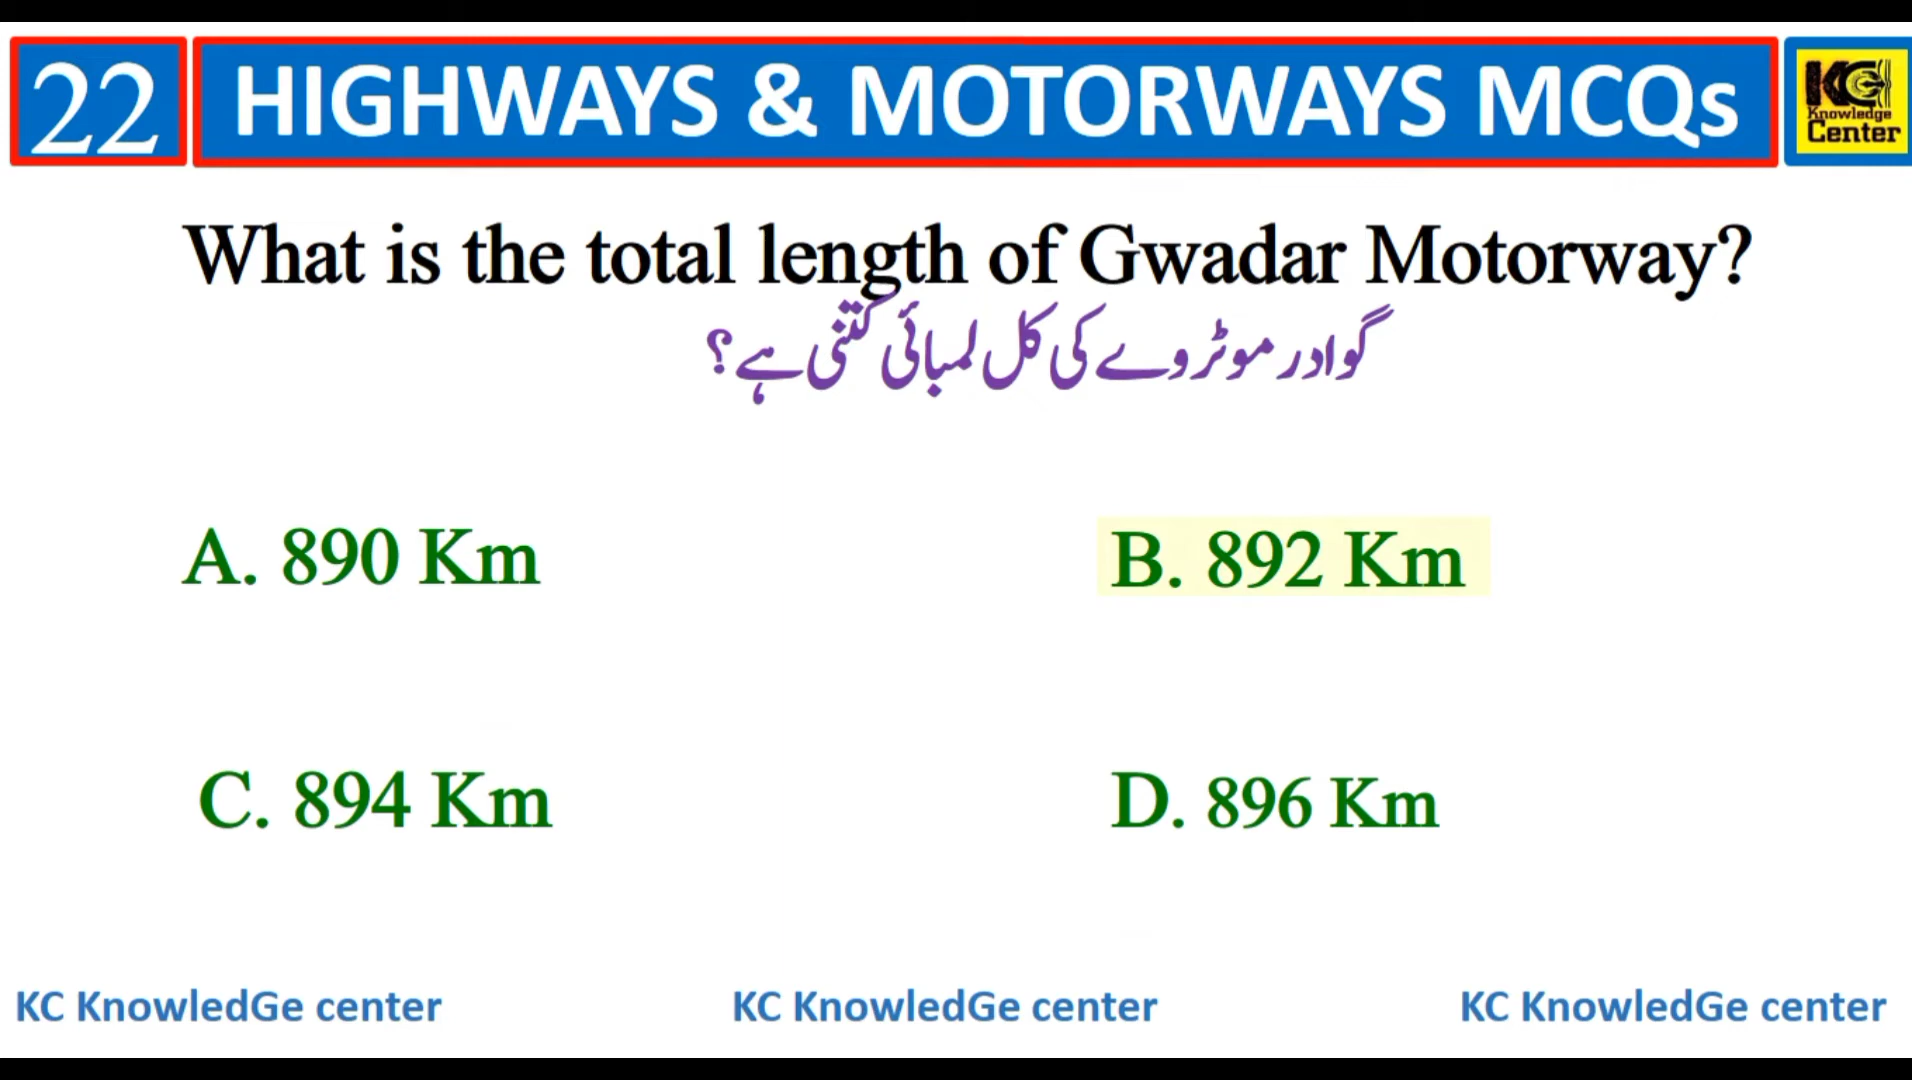 22 HIGHWAYS & MOTORWAYS MCQs
KC
Knowledge
Center
What is the total length of Gwadar Motorway?
گوادر موٹروے کی کل لمبائی کتنی ہے؟
A. 890 Km
B. 892 Km
C. 894 Km
D. 896 Km
KC KnowledGe center
KC KnowledGe center
KC KnowledGe center